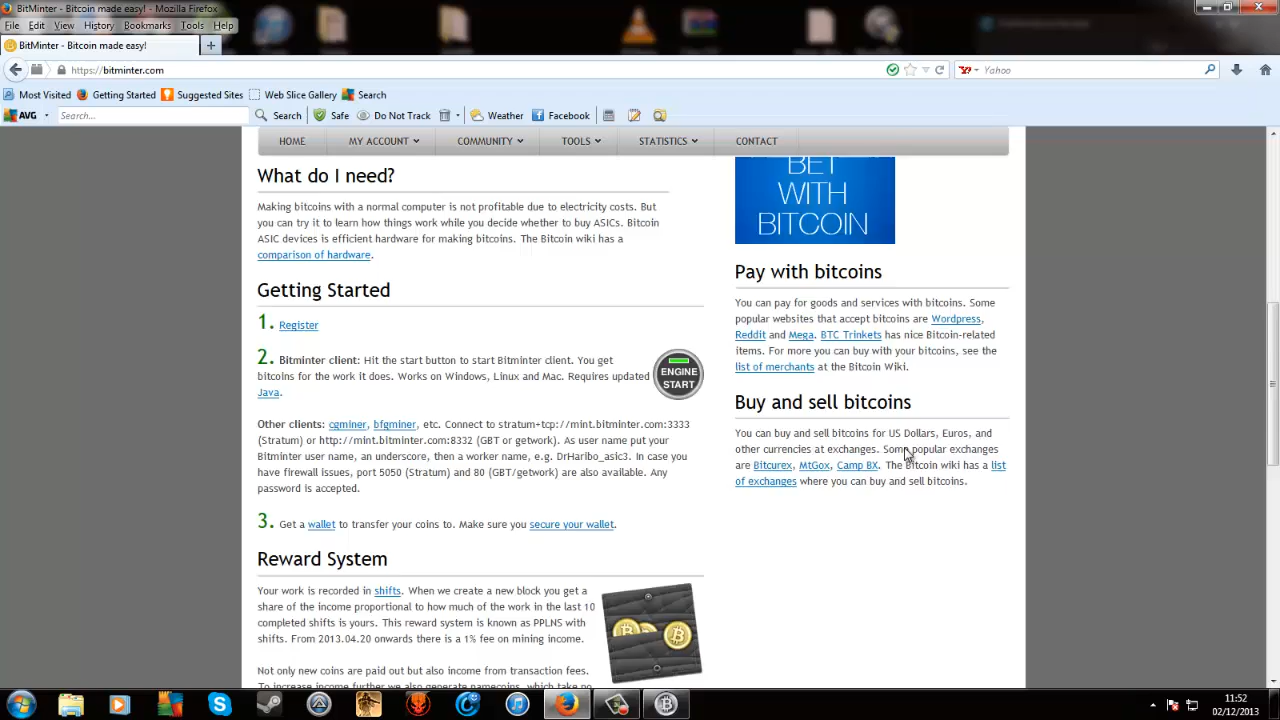 BitMinter - Bitcoin made easy! - Mozilla Firefox
File Edit View History Bookmarks Tools Help
BitMinter - Bitcoin made easy!
https://bitminter.com
Yahoo
Most Visited Getting Started Suggested Sites Web Slice Gallery Search
AVG Search... Search Safe Do Not Track Weather Facebook
HOME MY ACCOUNT COMMUNITY TOOLS STATISTICS CONTACT
What do I need?
Making bitcoins with a normal computer is not profitable due to electricity costs. But
you can try it to learn how things work while you decide whether to buy ASICs. Bitcoin
ASIC devices is efficient hardware for making bitcoins. The Bitcoin wiki has a
comparison of hardware.
Getting Started
1. Register
2. Bitminter client: Hit the start button to start Bitminter client. You get
bitcoins for the work it does. Works on Windows, Linux and Mac. Requires updated
Java.
ENGINE
START
Other clients: cgminer, bfgminer, etc. Connect to stratum+tcp://mint.bitminter.com:3333
(Stratum) or http://mint.bitminter.com:8332 (GBT or getwork). As user name put your
Bitminter user name, an underscore, then a worker name, e.g. DrHaribo_asic3. In case you
have firewall issues, port 5050 (Stratum) and 80 (GBT/getwork) are also available. Any
password is accepted.
3. Get a wallet to transfer your coins to. Make sure you secure your wallet.
Reward System
Your work is recorded in shifts. When we create a new block you get a
share of the income proportional to how much of the work in the last 10
completed shifts is yours. This reward system is known as PPLNS with
shifts. From 2013.04.20 onwards there is a 1% fee on mining income.
Not only new coins are paid out but also income from transaction fees.
To increase income further we also generate namecoins, which take no
BET
WITH
BITCOIN
Pay with bitcoins
You can pay for goods and services with bitcoins. Some
popular websites that accept bitcoins are Wordpress,
Reddit and Mega. BTC Trinkets has nice Bitcoin-related
items. For more you can buy with your bitcoins, see the
list of merchants at the Bitcoin Wiki.
Buy and sell bitcoins
You can buy and sell bitcoins for US Dollars, Euros, and
other currencies at exchanges. Some popular exchanges
are Bitcurex, MtGox, Camp BX. The Bitcoin wiki has a list
of exchanges where you can buy and sell bitcoins.
11:52
02/12/2013